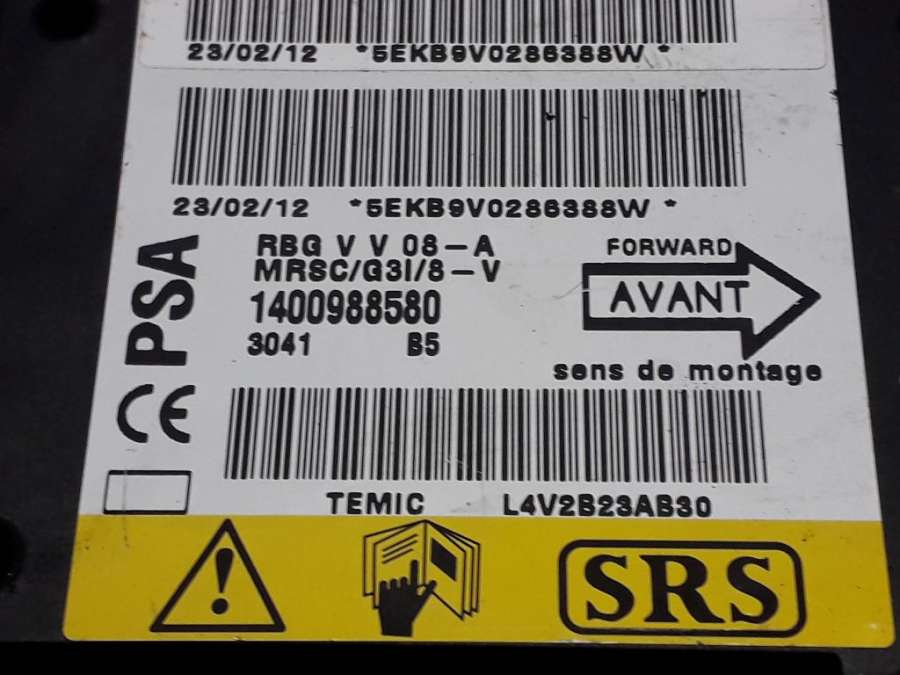 23/02/12 *5EKB9V0286388W *
23/02/12 *5EKB9V0286388W *
PSA
CE
RBG V V 08-A
MRSC/G3I/8-V
1400988580
3041 B5
FORWARD
AVANT
sens de montage
TEMIC L4V2B23AB30
SRS